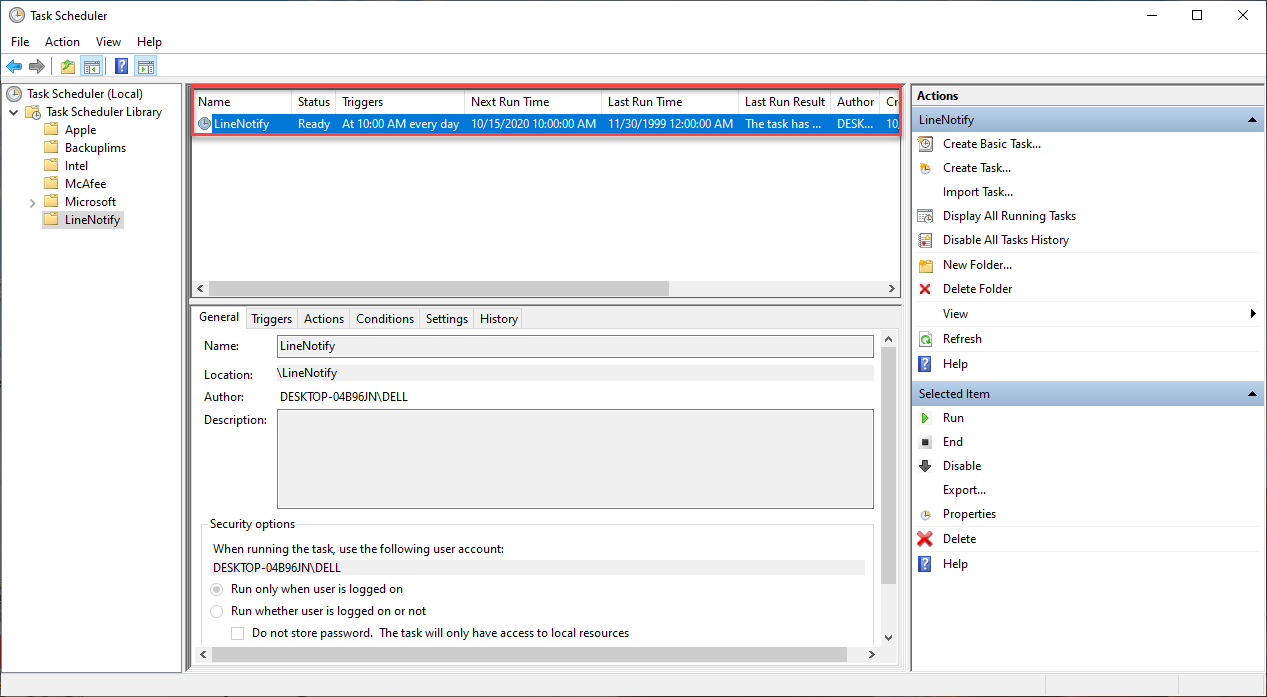 Task Scheduler
File Action View Help
Task Scheduler (Local)
Task Scheduler Library
Apple
Backuplims
Intel
McAfee
Microsoft
LineNotify
Name Status Triggers Next Run Time Last Run Time Last Run Result Author Cr
LineNotify Ready At 10:00 AM every day 10/15/2020 10:00:00 AM 11/30/1999 12:00:00 AM The task has ... DESK... 10
General Triggers Actions Conditions Settings History
Name: LineNotify
Location: \LineNotify
Author: DESKTOP-04B96JN\DELL
Description:
Security options
When running the task, use the following user account:
DESKTOP-04B96JN\DELL
Run only when user is logged on
Run whether user is logged on or not
Do not store password. The task will only have access to local resources
Actions
LineNotify
Create Basic Task...
Create Task...
Import Task...
Display All Running Tasks
Disable All Tasks History
New Folder...
Delete Folder
View
Refresh
Help
Selected Item
Run
End
Disable
Export...
Properties
Delete
Help